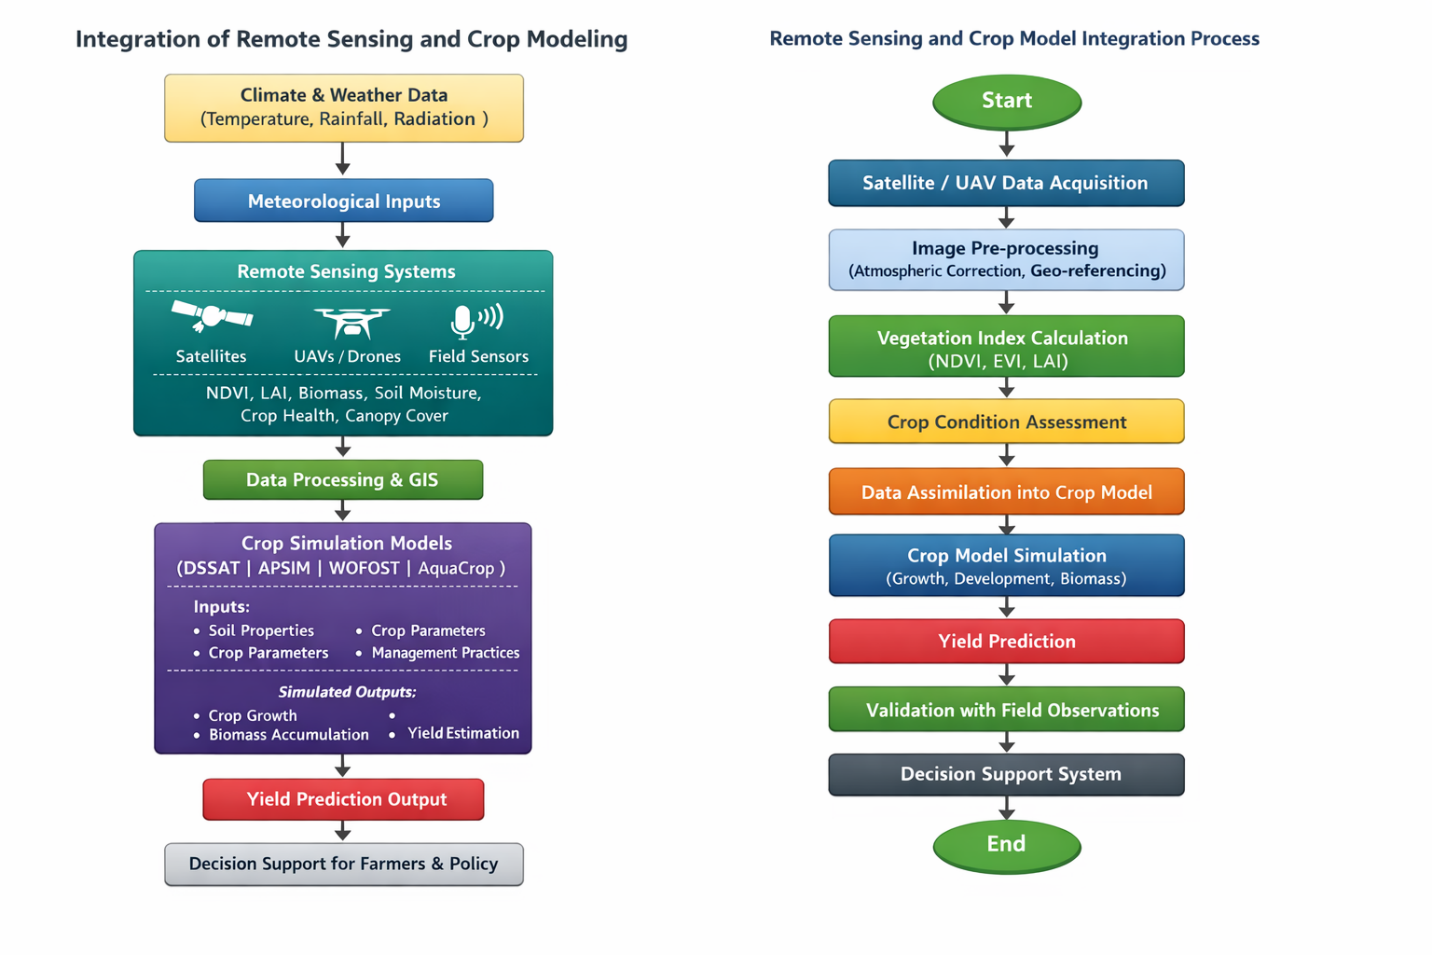 Integration of Remote Sensing and Crop Modeling
Climate & Weather Data
(Temperature, Rainfall, Radiation )
Meteorological Inputs
Remote Sensing Systems
Satellites
UAVs / Drones
Field Sensors
NDVI, LAI, Biomass, Soil Moisture,
Crop Health, Canopy Cover
Data Processing & GIS
Crop Simulation Models
(DSSAT | APSIM | WOFOST | AquaCrop )
Inputs:
• Soil Properties
• Crop Parameters
• Crop Parameters
• Management Practices
Simulated Outputs:
• Crop Growth
•
• Biomass Accumulation
• Yield Estimation
Yield Prediction Output
Decision Support for Farmers & Policy
Remote Sensing and Crop Model Integration Process
Start
Satellite / UAV Data Acquisition
Image Pre-processing
(Atmospheric Correction, Geo-referencing)
Vegetation Index Calculation
(NDVI, EVI, LAI)
Crop Condition Assessment
Data Assimilation into Crop Model
Crop Model Simulation
(Growth, Development, Biomass)
Yield Prediction
Validation with Field Observations
Decision Support System
End